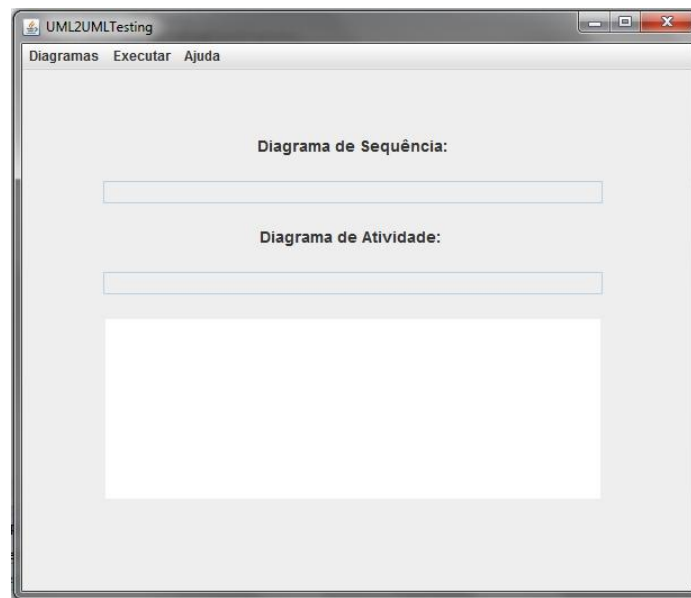 UML2UMLTesting
Diagramas Executar Ajuda
Diagrama de Sequência:
Diagrama de Atividade: